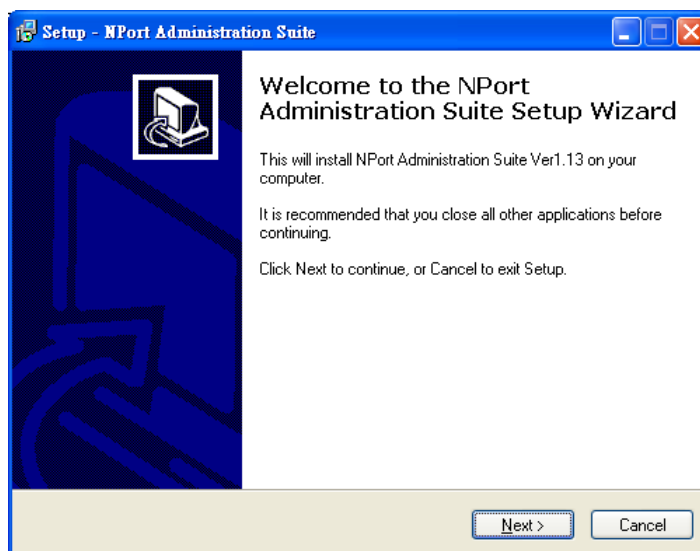 Setup - NPort Administration Suite
Welcome to the NPort
Administration Suite Setup Wizard
This will install NPort Administration Suite Ver1.13 on your
computer.
It is recommended that you close all other applications before
continuing.
Click Next to continue, or Cancel to exit Setup.
Next >
Cancel